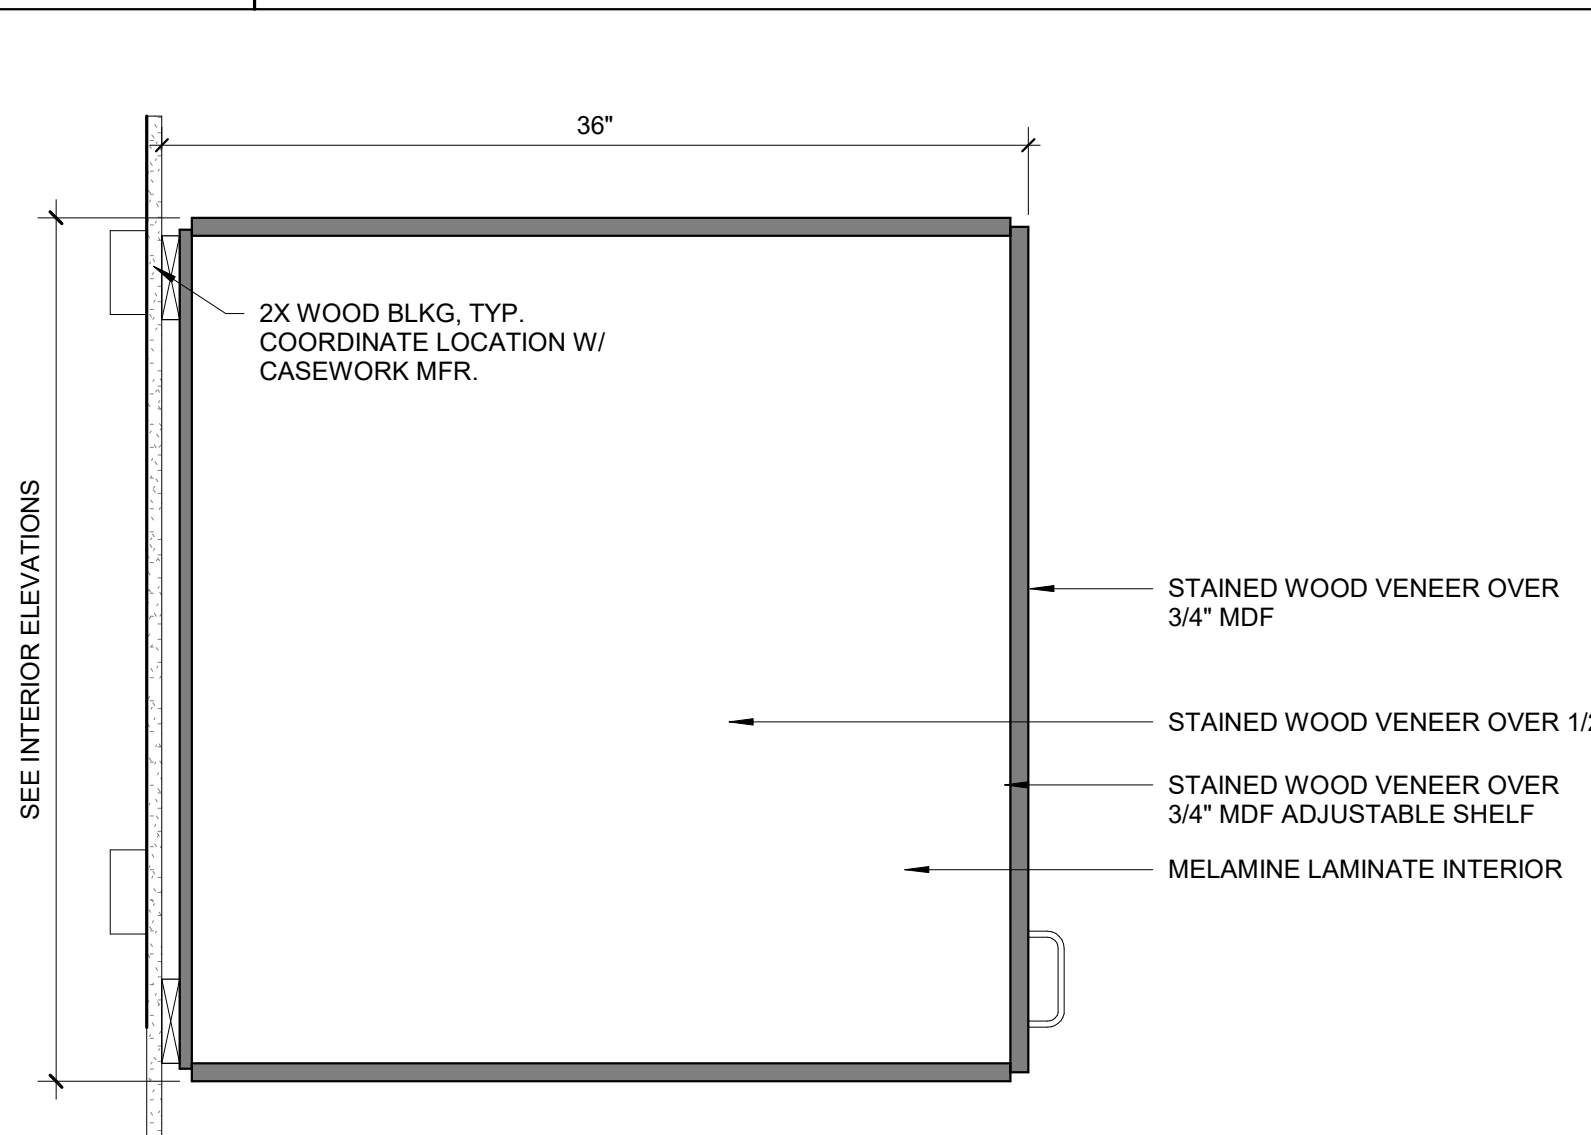 36"
2X WOOD BLKG, TYP.
COORDINATE LOCATION W/
CASEWORK MFR.
SEE INTERIOR ELEVATIONS
STAINED WOOD VENEER OVER
3/4" MDF
STAINED WOOD VENEER OVER
STAINED WOOD VENEER OVER
3/4" MDF ADJUSTABLE SHELF
MELAMINE LAMINATE INTERIOR